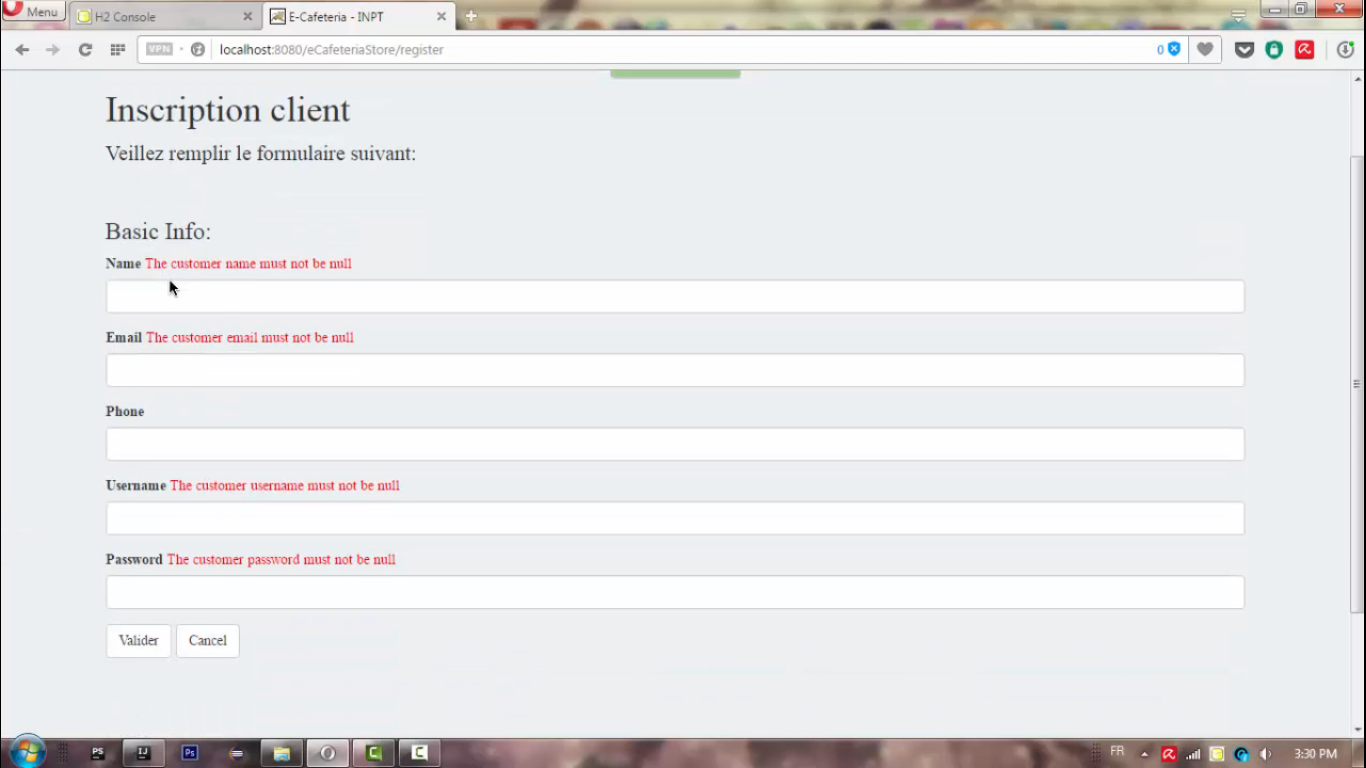 Menu H2 Console E-Cafeteria - INPT
VPN localhost:8080/eCafeteriaStore/register 0
Inscription client
Veillez remplir le formulaire suivant:
Basic Info:
Name The customer name must not be null
Email The customer email must not be null
Phone
Username The customer username must not be null
Password The customer password must not be null
Valider Cancel
PS IJ Ps C C FR 3:30 PM